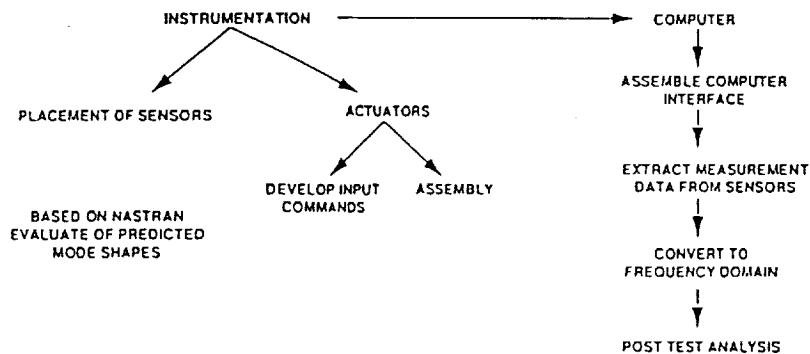 INSTRUMENTATION
COMPUTER
PLACEMENT OF SENSORS
ACTUATORS
ASSEMBLE COMPUTER
INTERFACE
DEVELOP INPUT
COMMANDS
ASSEMBLY
EXTRACT MEASUREMENT
DATA FROM SENSORS
BASED ON NASTRAN
EVALUATE OF PREDICTED
MODE SHAPES
CONVERT TO
FREQUENCY DOMAIN
POST TEST ANALYSIS